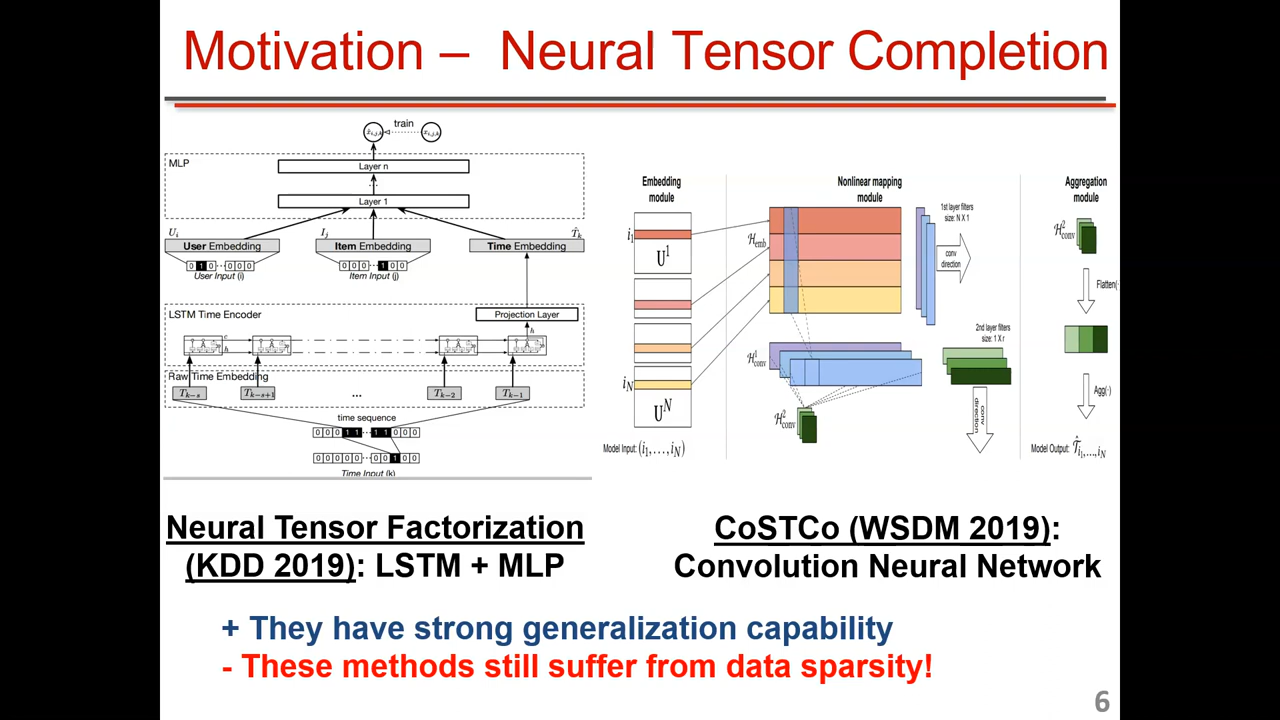 Motivation – Neural Tensor Completion
train
MLP
Layer n
...
Layer 1
User Embedding
Item Embedding
Time Embedding
User Input (i)
Item Input (j)
LSTM Time Encoder
Projection Layer
Raw Time Embedding
...
time sequence
Time Input(k)
Embedding
module
Nonlinear mapping
module
Aggregation
module
1st layer filters
size: N X 1
conv
direction
2nd layer filters
size: 1 X r
conv
direction
Flatten(·
Agg(·)
Model Input: (i₁,...,i_N)
Model Output:
Neural Tensor Factorization
(KDD 2019): LSTM + MLP
CoSTCo (WSDM 2019):
Convolution Neural Network
+ They have strong generalization capability
- These methods still suffer from data sparsity!
6